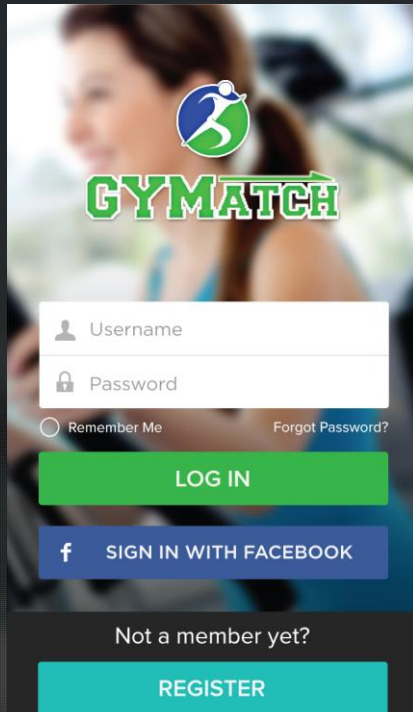 GYMATCH
Username
Password
Remember Me
Forgot Password?
LOG IN
f
SIGN IN WITH FACEBOOK
Not a member yet?
REGISTER